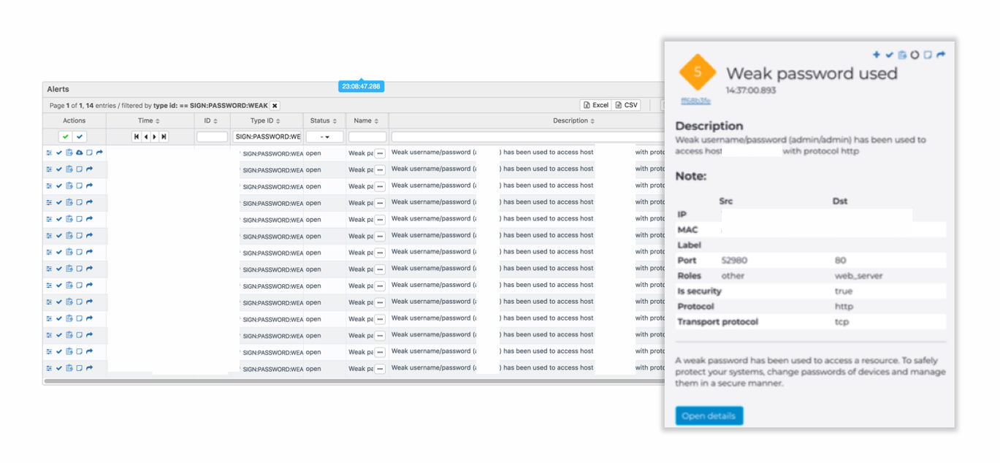 23:08:47.288
Alerts
Page 1 of 1, 14 entries / filtered by type id: == SIGN:PASSWORD:WEAK
Excel CSV
Actions Time ID Type ID Status Name Description
SIGN:PASSWORD:WE -
SIGN:PASSWORD:WEA open Weak pa ... Weak username/password (a ) has been used to access host with proto
SIGN:PASSWORD:WEA open Weak pa ... Weak username/password (a ) has been used to access host with proto
SIGN:PASSWORD:WEA open Weak pa ... Weak username/password (a ) has been used to access host with proto
SIGN:PASSWORD:WEA open Weak pa ... Weak username/password (a ) has been used to access host with proto
SIGN:PASSWORD:WEA open Weak pa ... Weak username/password (a ) has been used to access host with proto
SIGN:PASSWORD:WEA open Weak pa ... Weak username/password (a ) has been used to access host with proto
SIGN:PASSWORD:WEA open Weak pa ... Weak username/password (a ) has been used to access host with proto
SIGN:PASSWORD:WEA open Weak pa ... Weak username/password (a ) has been used to access host with proto
SIGN:PASSWORD:WEA open Weak pa ... Weak username/password (a ) has been used to access host with proto
SIGN:PASSWORD:WEA open Weak pa ... Weak username/password (a ) has been used to access host with proto
SIGN:PASSWORD:WEA open Weak pa ... Weak username/password (a ) has been used to access host with proto
SIGN:PASSWORD:WEA open Weak pa ... Weak username/password (a ) has been used to access host with proto
SIGN:PASSWORD:WEA open Weak pa ... Weak username/password (a ) has been used to access host with proto
SIGN:PASSWORD:WEA open Weak pa ... Weak username/password (a ) has been used to access host with proto
5
Weak password used
14:37:00.893
Description
Weak username/password (admin/admin) has been used to
access host with protocol http
Note:
Src Dst
IP
MAC
Label
Port 52980 80
Roles other web_server
Is security true
Protocol http
Transport protocol tcp
A weak password has been used to access a resource. To safely
protect your systems, change passwords of devices and manage
them in a secure manner.
Open details